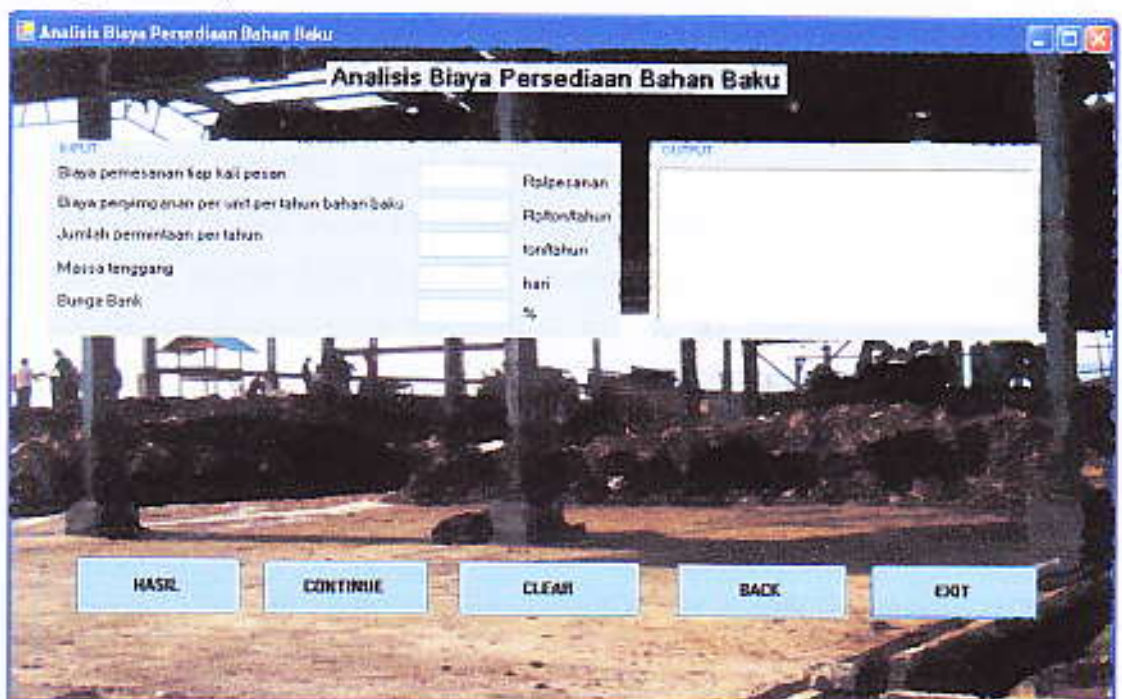 Analisis Biaya Persediaan Bahan Baku
Analisis Biaya Persediaan Bahan Baku
INPUT
Biaya pemesanan tiap kali pesan
Rp/pesanan
Biaya penyimpanan per unit per tahun bahan baku
Rp/ton/tahun
Jumlah permintaan per tahun
ton/tahun
Massa tenggang
hari
Bunga Bank
%
OUTPUT
HASIL
CONTINUE
CLEAR
BACK
EXIT